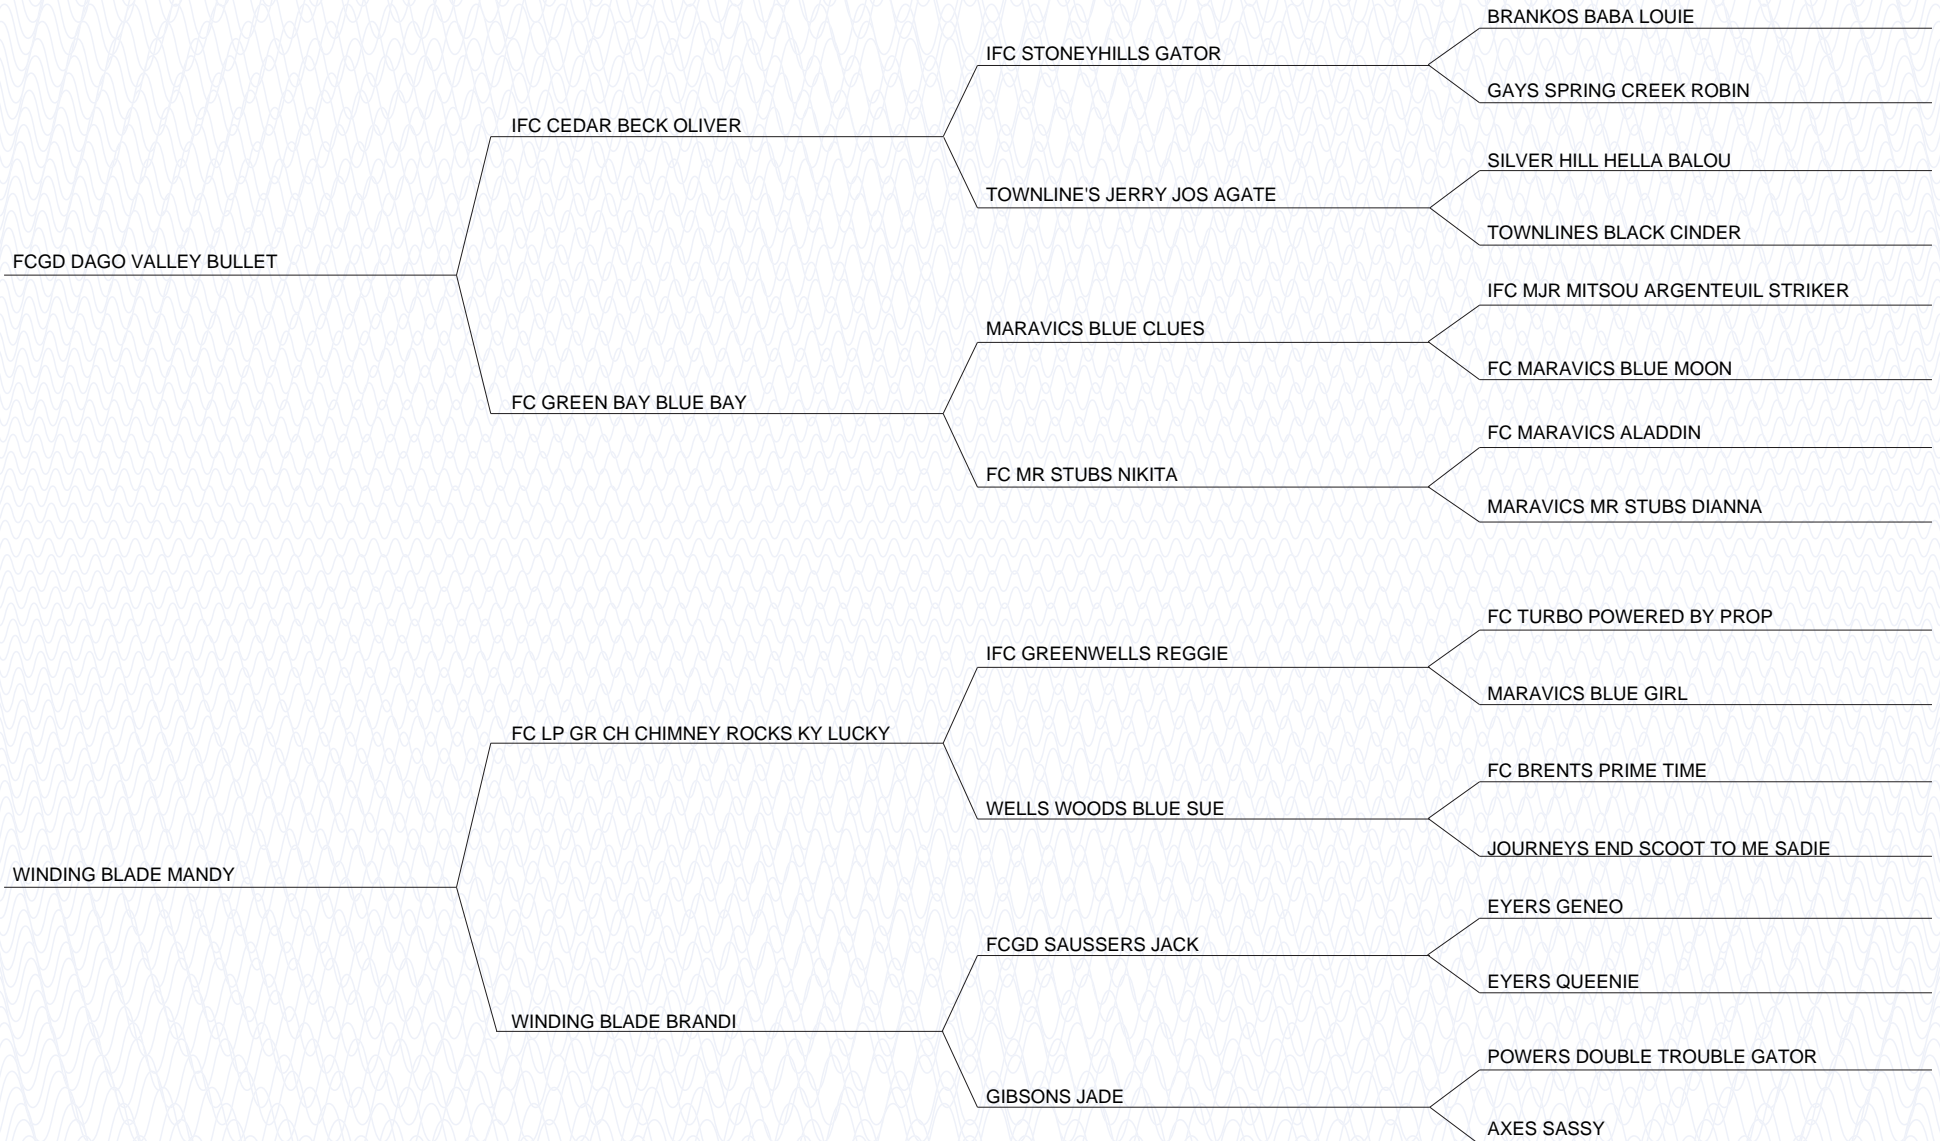 BRANKOS BABA LOUIE
IFC STONEYHILLS GATOR
GAYS SPRING CREEK ROBIN
IFC CEDAR BECK OLIVER
SILVER HILL HELLA BALOU
TOWNLINE'S JERRY JOS AGATE
TOWNLINES BLACK CINDER
FCGD DAGO VALLEY BULLET
IFC MJR MITSOU ARGENTEUIL STRIKER
MARAVICS BLUE CLUES
FC MARAVICS BLUE MOON
FC GREEN BAY BLUE BAY
FC MARAVICS ALADDIN
FC MR STUBS NIKITA
MARAVICS MR STUBS DIANNA
FC TURBO POWERED BY PROP
IFC GREENWELLS REGGIE
MARAVICS BLUE GIRL
FC LP GR CH CHIMNEY ROCKS KY LUCKY
FC BRENTS PRIME TIME
WELLS WOODS BLUE SUE
JOURNEYS END SCOOT TO ME SADIE
WINDING BLADE MANDY
EYERS GENEO
FCGD SAUSSERS JACK
EYERS QUEENIE
WINDING BLADE BRANDI
POWERS DOUBLE TROUBLE GATOR
GIBSONS JADE
AXES SASSY